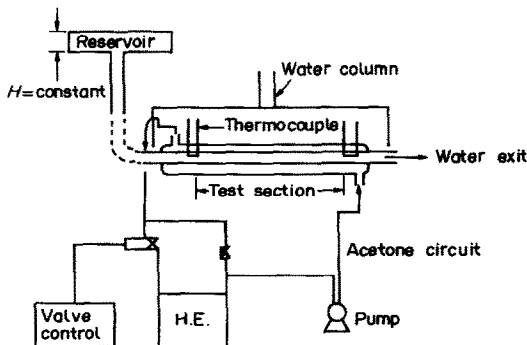 Reservoir
H=constant
Water column
Thermocouple
Water exit
Test section
Acetone circuit
Valve
control
H.E.
Pump